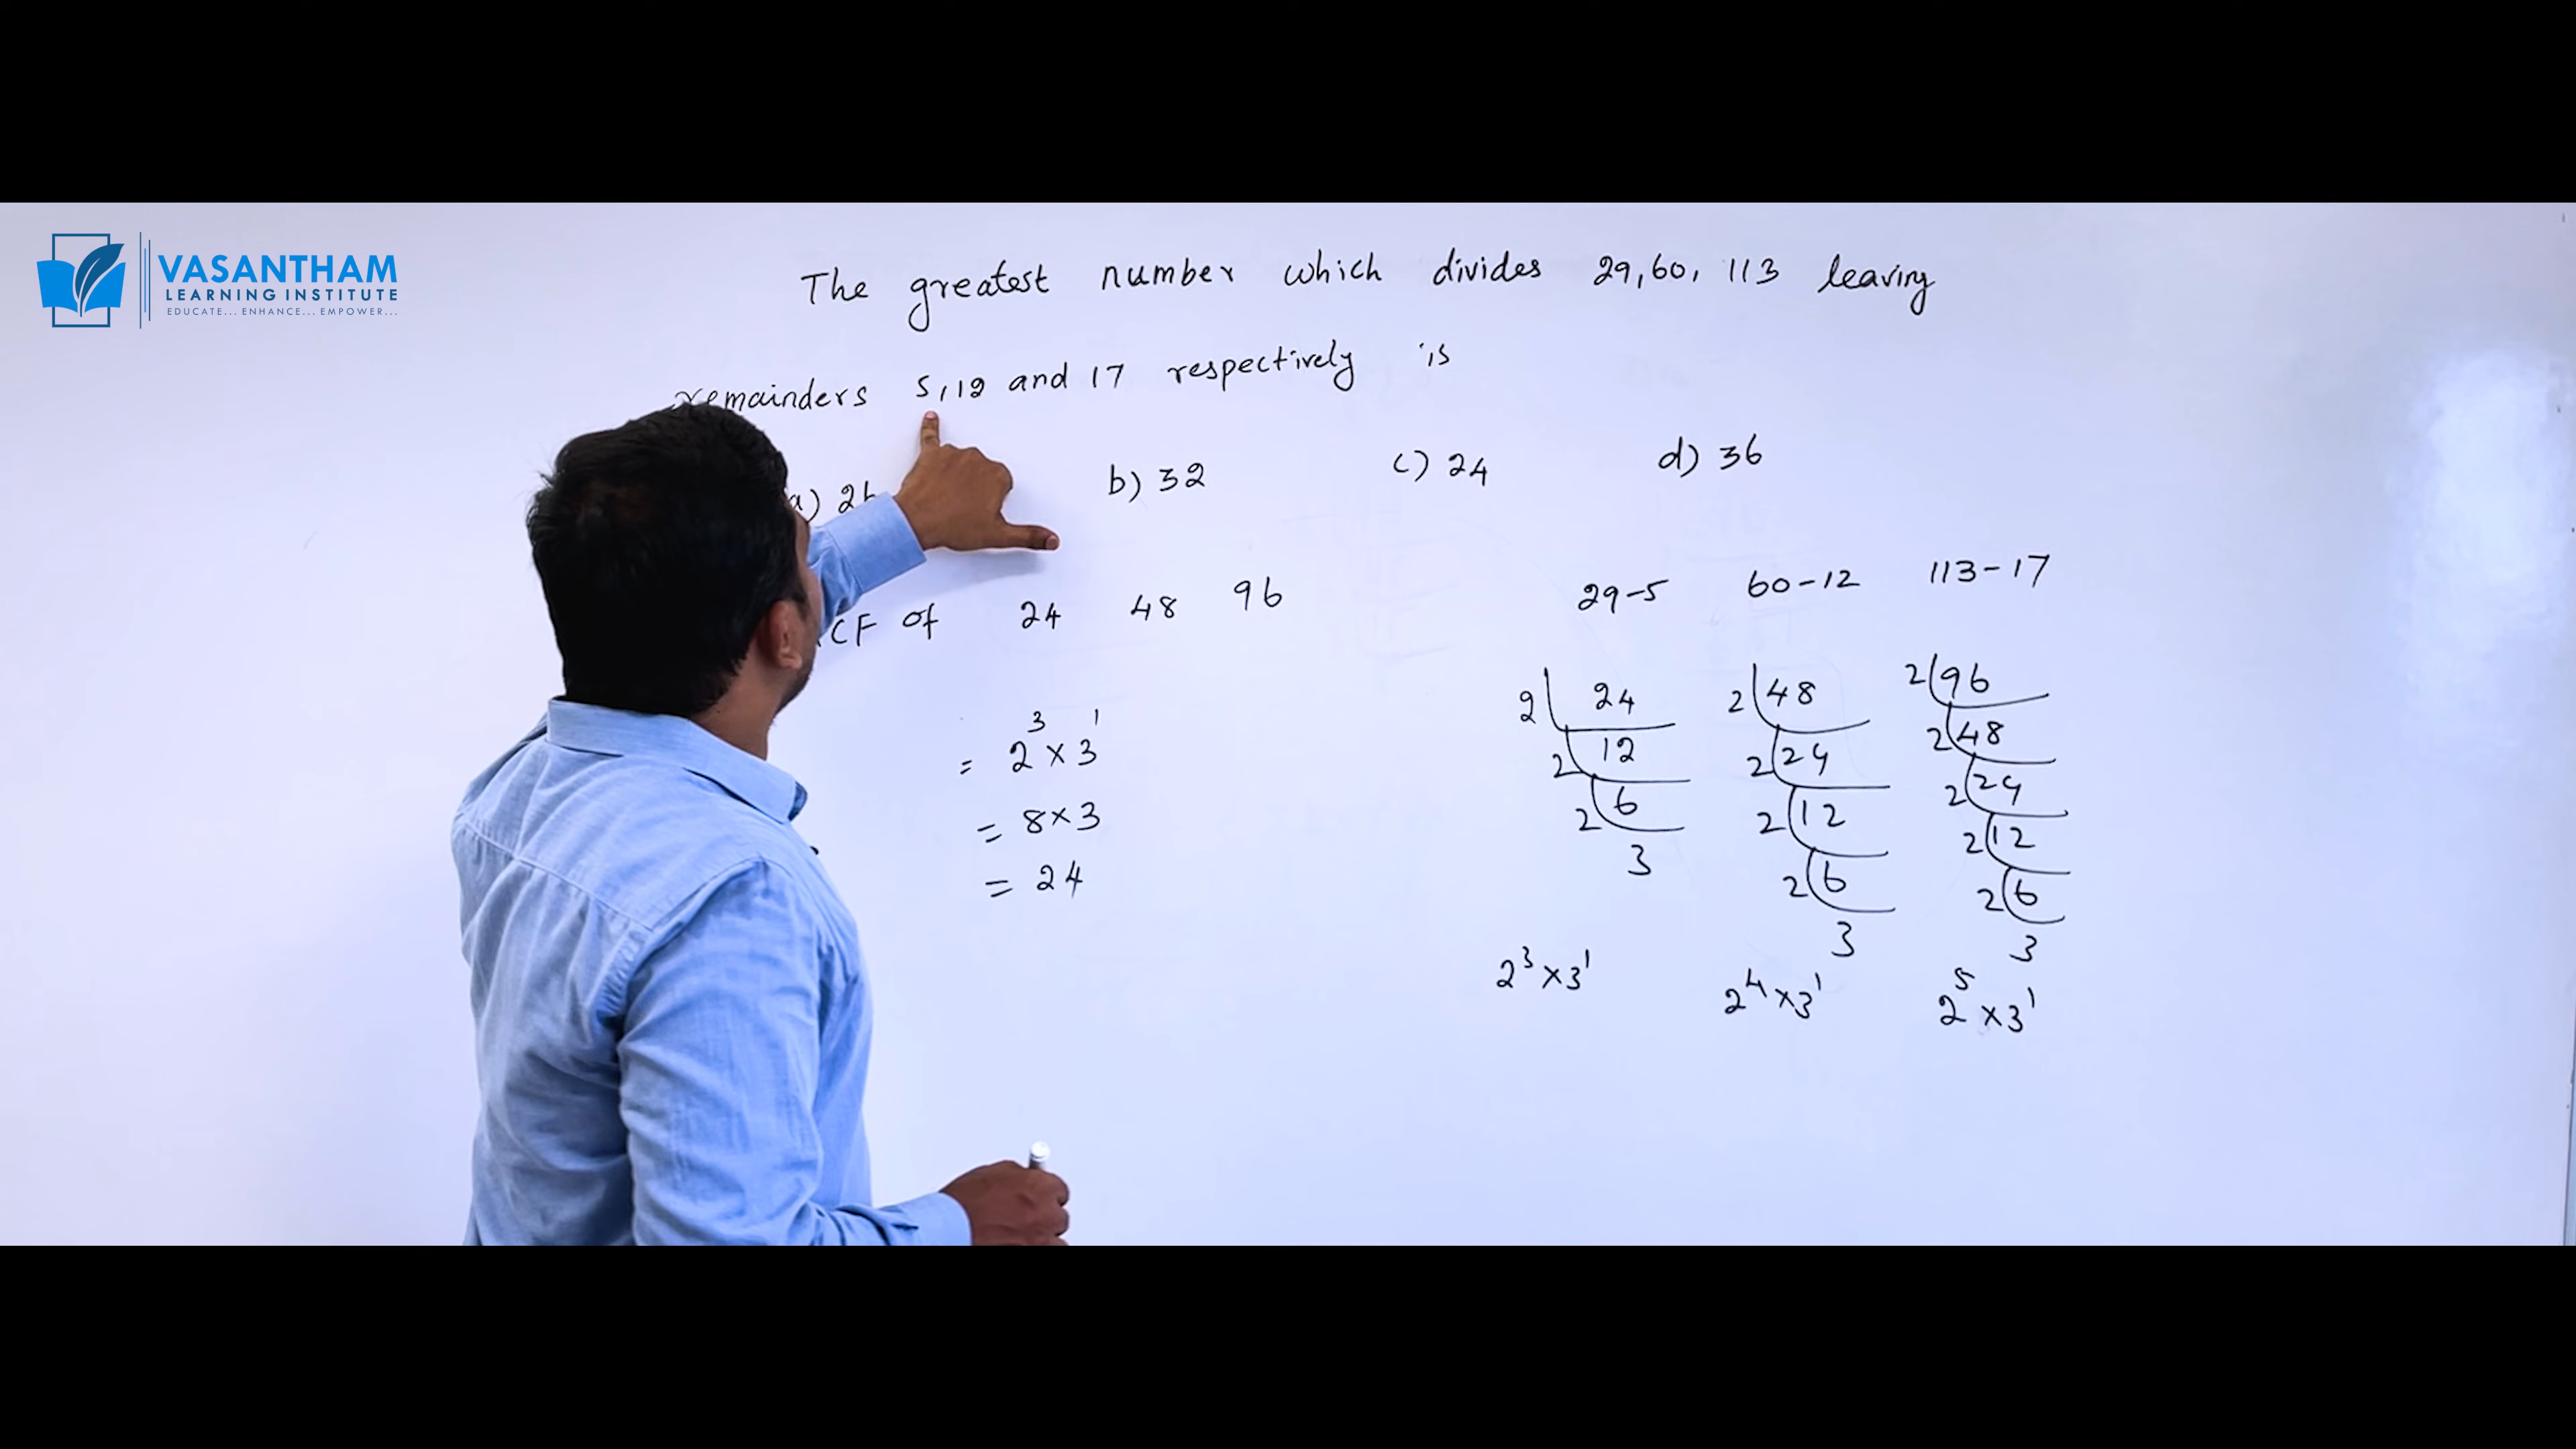 VASANTHAM
LEARNING INSTITUTE
EDUCATE... ENHANCE... EMPOWER...
The greatest number which divides 29, 60, 113 leaving
remainders 5, 12 and 17 respectively is
a) 26 b) 32 c) 24 d) 36
CF of 24 48 96
29-5 60-12 113-17
= 2³ × 3¹
= 8 × 3
= 24
2 24
2 12
2 6
3
2³ × 3¹
2 48
2 24
2 12
2 6
3
2⁴ × 3¹
2 96
2 48
2 24
2 12
2 6
3
2⁵ × 3¹